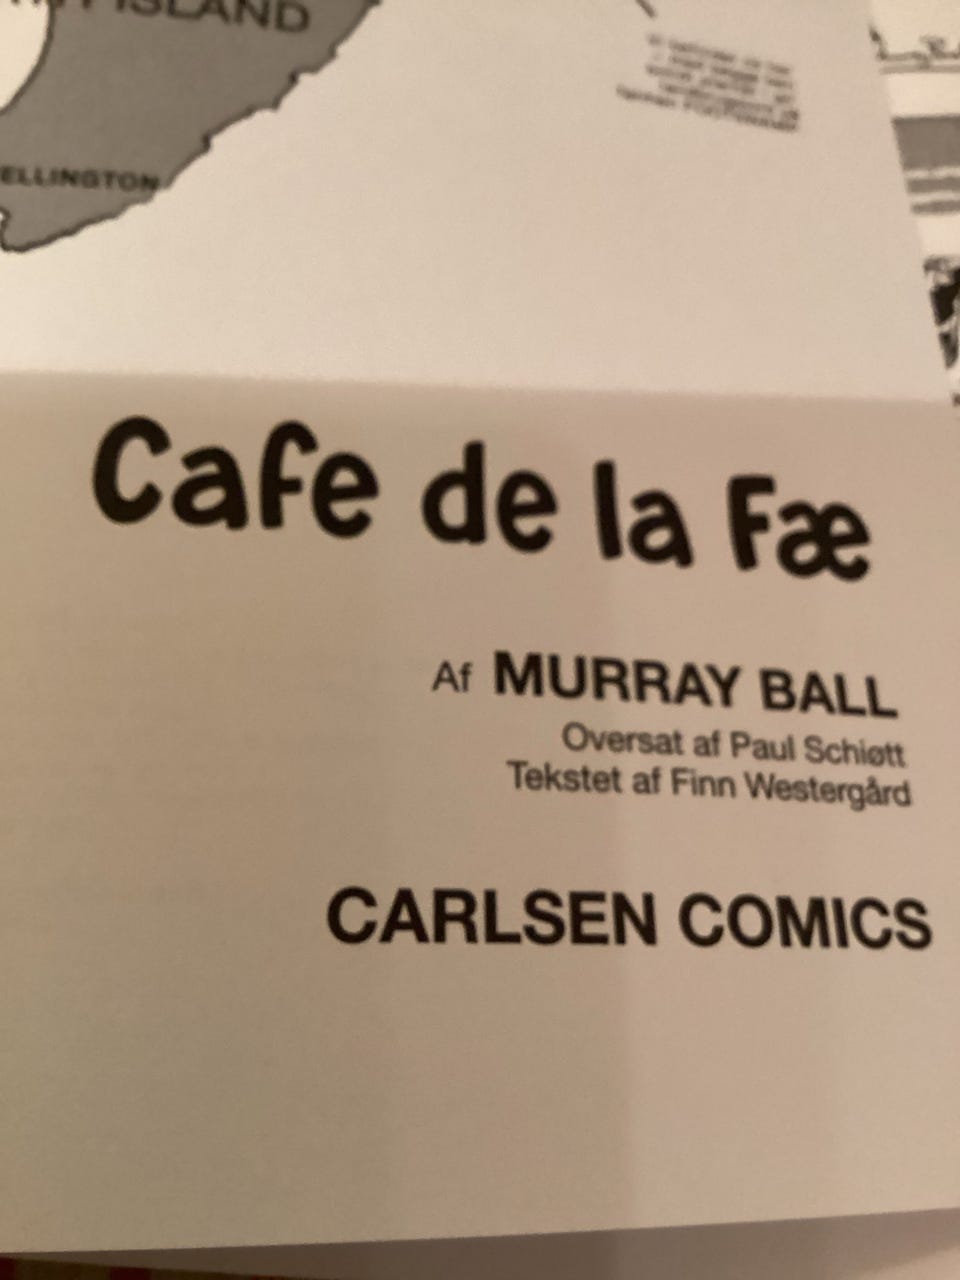 ISLAND
ELLINGTON
Cafe de la Fæ
Af MURRAY BALL
Oversat af Paul Schiøtt
Tekstet af Finn Westergård
CARLSEN COMICS